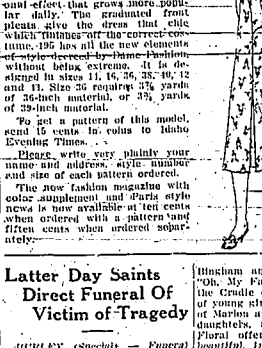 onal effect that grows more popu-
lar daily. The graduated front
pleats give the dress that chic
which finishes off the correct cos-
tume. 195 has all the new elements
of style decreed by Dame Fashion,
without being extreme. It is de-
signed in sizes 14, 16, 36, 38, 40, 42
and 44. Size 36 requires 3⅞ yards
of 36-inch material, or 3⅝ yards
of 39-inch material.
To get a pattern of this model,
send 15 cents in coins to Idaho
Evening Times.
Please write very plainly your
name and address, style number
and size of each pattern ordered.
The new fashion magazine with
color supplement and Paris style
news is now available at ten cents
when ordered with a pattern and
fifteen cents when ordered separ-
ately.
Latter Day Saints
Direct Funeral Of
Victim of Tragedy
(Special) — Funeral
Bingham an
"Oh, My Fa
the Cradle
of young gir
of Marion a
daughters,
Floral offer
beautiful.